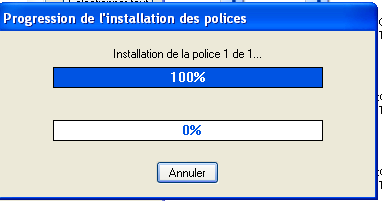 Progression de l'installation des polices
Installation de la police 1 de 1...
100%
0%
Annuler